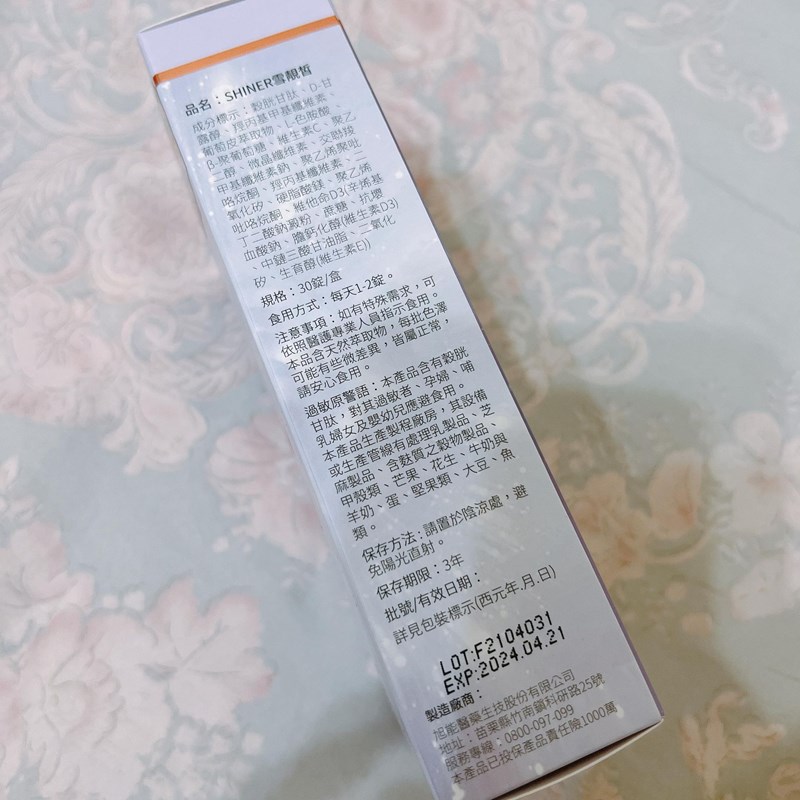 品名：SHINER雪靚皙
成分標示：穀胱甘肽、D-甘
露醇、羥丙基甲基纖維素、
葡萄皮萃取物、L-色胺酸、
B-聚葡萄糖、維生素C、聚乙
二醇、微晶纖維素、交聯羧
甲基纖維素鈉、聚乙烯聚吡
咯烷酮、羥丙基纖維素、二
氧化矽、硬脂酸鎂、聚乙烯
吡咯烷酮、維他命D3(辛烯基
丁二酸鈉澱粉、蔗糖、抗壞
血酸鈉、膽鈣化醇(維生素D3)
、中鏈三酸甘油脂、二氧化
矽、生育醇(維生素E))
規格：30錠/盒
食用方式：每天1-2錠。
注意事項：如有特殊需求，可
依照醫護專業人員指示食用。
本品含天然萃取物，每批色澤
可能有些微差異，皆屬正常，
請安心食用。
過敏原警語：本產品含有穀胱
甘肽，對其過敏者、孕婦、哺
乳婦女及嬰幼兒應避食用。
本產品生產製程廠房，其設備
或生產管線有處理乳製品、芝
麻製品、含麩質之穀物製品、
甲殼類、芒果、花生、牛奶與
羊奶、蛋、堅果類、大豆、魚
類。
保存方法：請置於陰涼處，避
免陽光直射。
保存期限：3年
批號/有效日期：
詳見包裝標示(西元年.月.日)
LOT:F2104031
EXP:2024.04.21
製造廠商：
旭能醫藥生技股份有限公司
地址：苗栗縣竹南鎮科研路25號
服務專線：0800-097-099
本產品已投保產品責任險1000萬